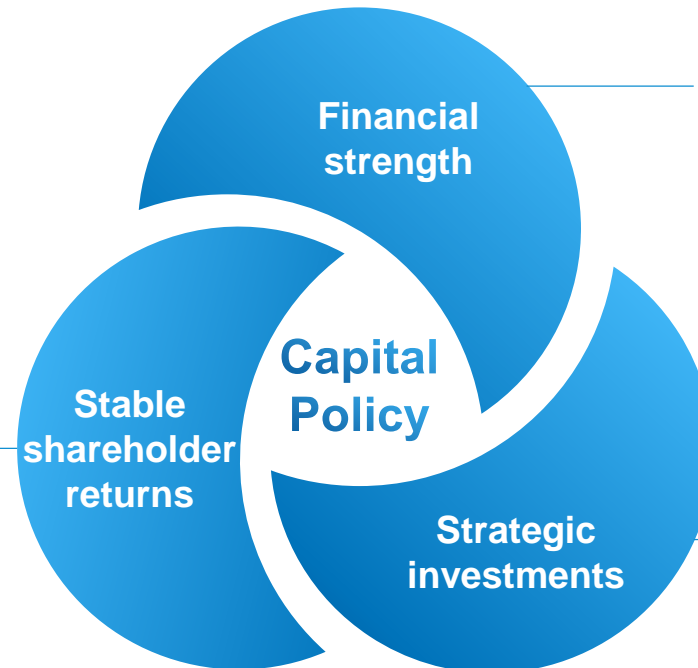 Financial
strength
Capital
Policy
Stable
shareholder
returns
Strategic
investments